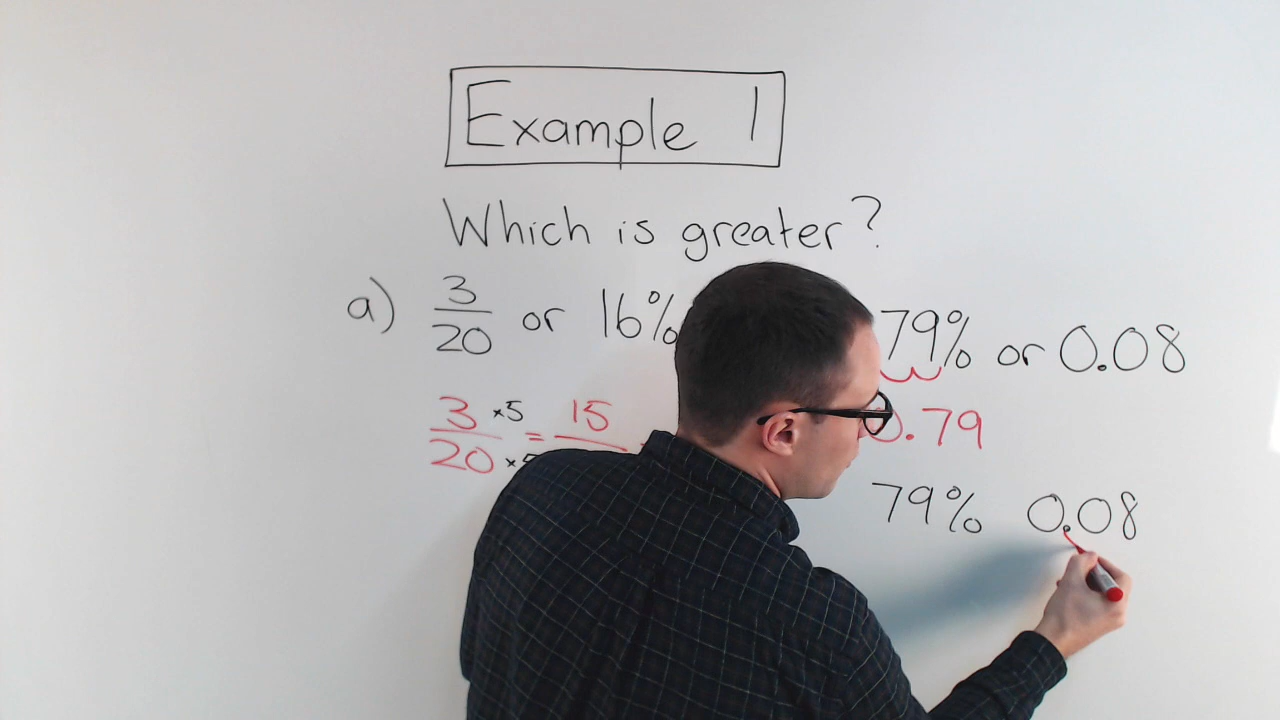 Example 1
Which is greater?
a) 3/20 or 16%
79% or 0.08
3/20 ×5 ×5 = 15
0.79
79% 0.08